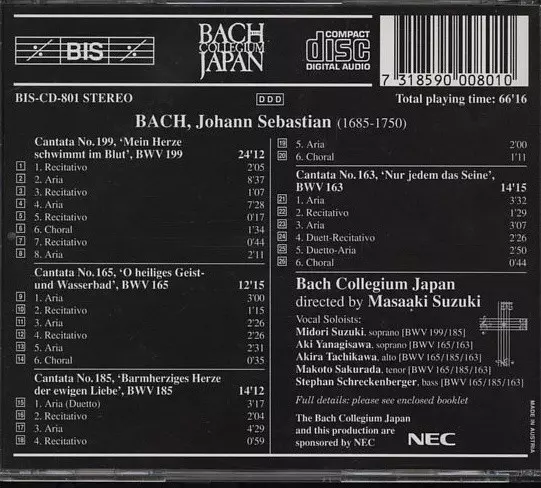 BIS
BACH
COLLEGIUM
JAPAN
COMPACT
disc
DIGITAL AUDIO
7 318590 008010
BIS-CD-801 STEREO
DDD
Total playing time: 66'16
BACH, Johann Sebastian (1685-1750)
Cantata No. 199, 'Mein Herze
schwimmt im Blut', BWV 199 24'12
1 1. Recitativo 2'05
2 2. Aria 8'37
3 3. Recitativo 1'07
4 4. Aria 7'28
5 5. Recitativo 0'17
6 6. Choral 1'34
7 7. Recitativo 0'44
8 8. Aria 2'11
Cantata No. 165, 'O heiliges Geist-
und Wasserbad', BWV 165 12'15
9 1. Aria 3'00
10 2. Recitativo 1'15
11 3. Aria 2'26
12 4. Recitativo 2'26
13 5. Aria 2'31
14 6. Choral 0'35
Cantata No. 185, 'Barmherziges Herze
der ewigen Liebe', BWV 185 14'12
15 1. Aria (Duetto) 3'17
16 2. Recitativo 2'04
17 3. Aria 4'29
18 4. Recitativo 0'59
19 5. Aria 2'00
20 6. Choral 1'11
Cantata No. 163, 'Nur jedem das Seine',
BWV 163 14'15
21 1. Aria 3'32
22 2. Recitativo 1'29
23 3. Aria 3'07
24 4. Duett-Recitativo 2'26
25 5. Duetto-Aria 2'50
26 6. Choral 0'44
Bach Collegium Japan
directed by Masaaki Suzuki
Vocal Soloists:
Midori Suzuki, soprano [BWV 199/185]
Aki Yanagisawa, soprano [BWV 165/163]
Akira Tachikawa, alto [BWV 165/185/163]
Makoto Sakurada, tenor [BWV 165/185/163]
Stephan Schreckenberger, bass [BWV 165/185/163]
Full details: please see enclosed booklet
The Bach Collegium Japan
and this production are
sponsored by NEC
NEC
MADE IN AUSTRIA